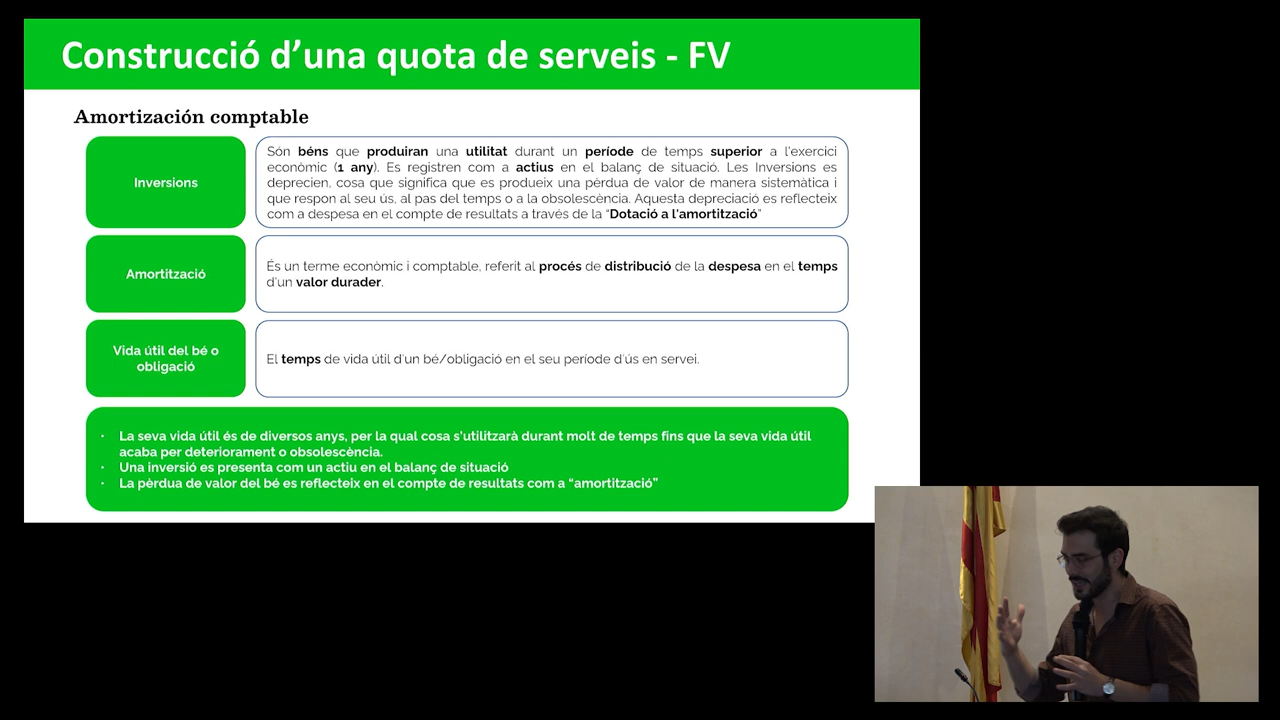 Construcció d'una quota de serveis - FV
Amortización comptable
Inversions
Són béns que produiran una utilitat durant un període de temps superior a l'exercici
econòmic (1 any). Es registren com a actius en el balanç de situació. Les Inversions es
deprecien, cosa que significa que es produeix una pèrdua de valor de manera sistemàtica i
que respon al seu ús, al pas del temps o a la obsolescència. Aquesta depreciació es reflecteix
com a despesa en el compte de resultats a través de la "Dotació a l'amortització"
Amortització
És un terme econòmic i comptable, referit al procés de distribució de la despesa en el temps
d'un valor durader.
Vida útil del bé o
obligació
El temps de vida útil d'un bé/obligació en el seu període d'ús en servei.
· La seva vida útil és de diversos anys, per la qual cosa s'utilitzarà durant molt de temps fins que la seva vida útil
acaba per deteriorament o obsolescència.
· Una inversió es presenta com un actiu en el balanç de situació
· La pèrdua de valor del bé es reflecteix en el compte de resultats com a "amortització"